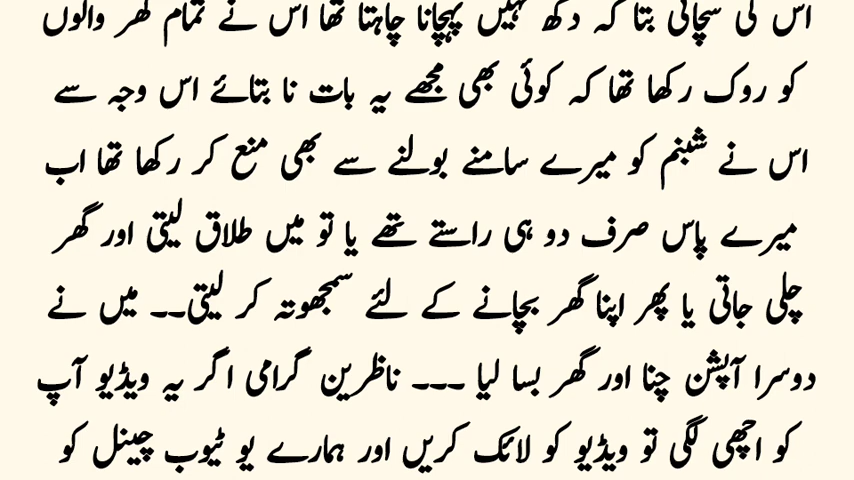 اس کی سچائی بتا کہ دکھ نہیں پہچانا چاہتا تھا اس نے تمام گھر والوں
کو روک رکھا تھا کہ کوئی بھی مجھے یہ بات نا بتائے اس وجہ سے
اس نے شبنم کو میرے سامنے بولنے سے بھی منع کر رکھا تھا اب
میرے پاس صرف دو ہی راستے تھے یا تو میں طلاق لیتی اور گھر
چلی جاتی یا پھر اپنا گھر بچانے کے لئے سمجھوتہ کر لیتی۔۔ میں نے
دوسرا آپشن چنا اور گھر بسا لیا ۔۔۔ ناظرین گرامی اگر یہ ویڈیو آپ
کو اچھی لگی تو ویڈیو کو لائک کریں اور ہمارے یو ٹیوب چینل کو